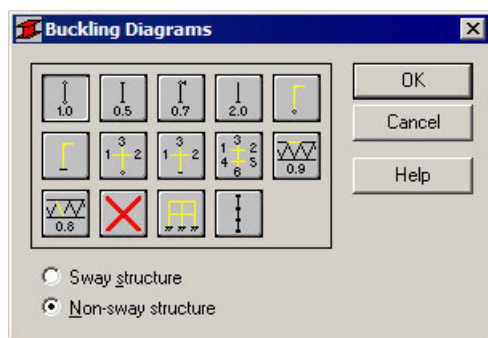 Buckling Diagrams
OK
Cancel
Help
1.0 0.5 0.7 2.0
3 1 2 3 1 2 3 1 2 4 5 6 0.9
0.8
Sway structure
Non-sway structure